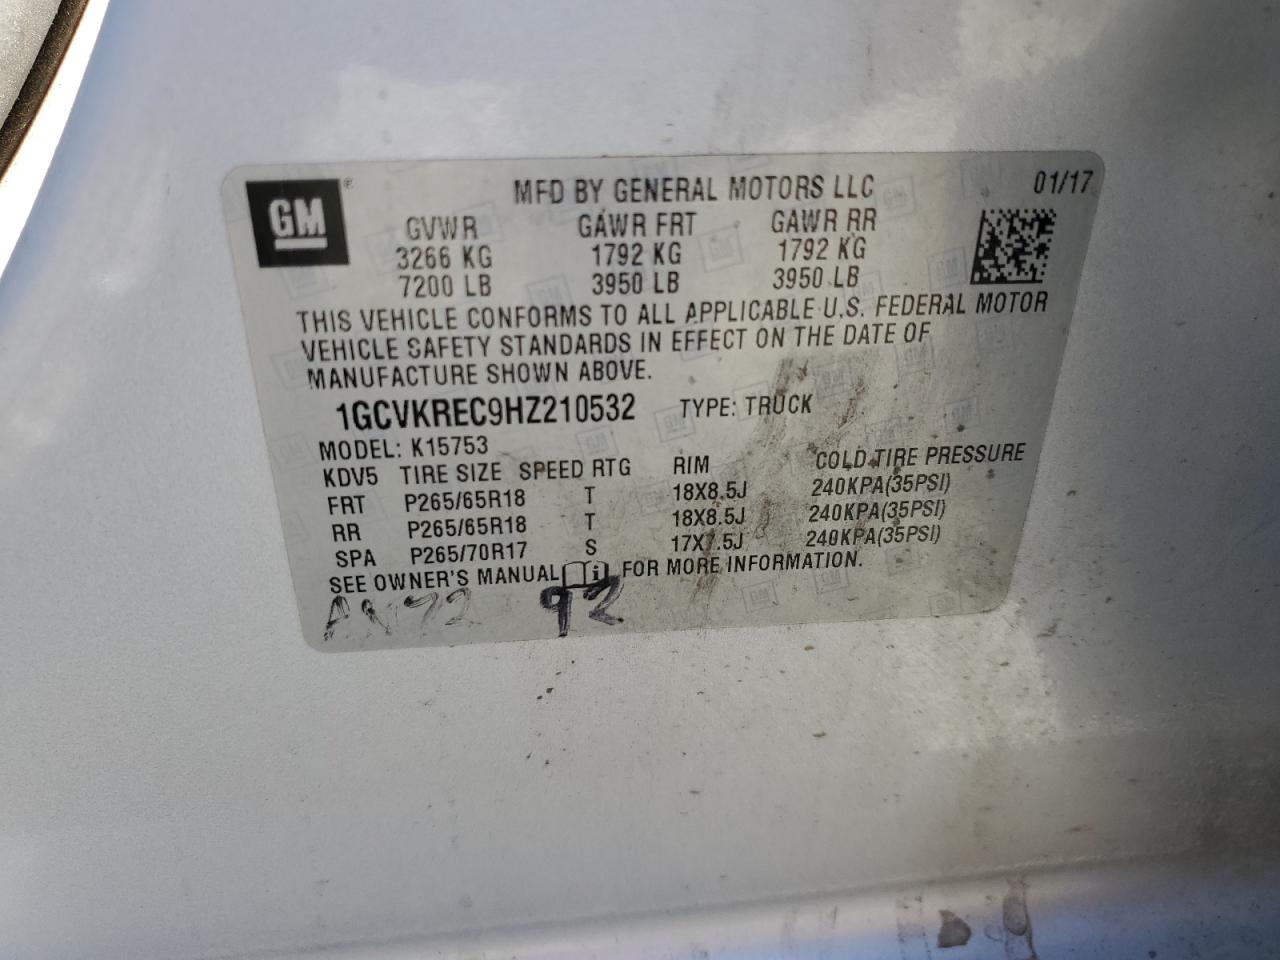 GM ® MFD BY GENERAL MOTORS LLC 01/17
GVWR GAWR FRT GAWR RR
3266 KG 1792 KG 1792 KG
7200 LB 3950 LB 3950 LB
THIS VEHICLE CONFORMS TO ALL APPLICABLE U.S. FEDERAL MOTOR
VEHICLE SAFETY STANDARDS IN EFFECT ON THE DATE OF
MANUFACTURE SHOWN ABOVE.
1GCVKREC9HZ210532 TYPE: TRUCK
MODEL: K15753
KDV5 TIRE SIZE SPEED RTG RIM COLD TIRE PRESSURE
FRT P265/65R18 T 18X8.5J 240KPA(35PSI)
RR P265/65R18 T 18X8.5J 240KPA(35PSI)
SPA P265/70R17 S 17X7.5J 240KPA(35PSI)
SEE OWNER'S MANUAL FOR MORE INFORMATION.
92